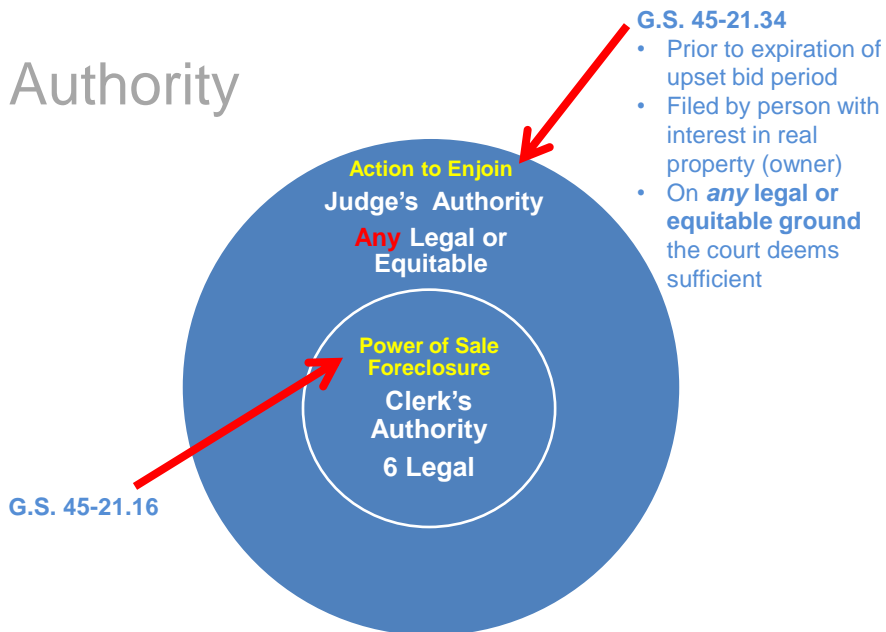 Authority
G.S. 45-21.34
• Prior to expiration of
upset bid period
• Filed by person with
interest in real
property (owner)
• On any legal or
equitable ground
the court deems
sufficient
Action to Enjoin
Judge's  Authority
Any Legal or
Equitable
Power of Sale
Foreclosure
Clerk's
Authority
6 Legal
G.S. 45-21.16